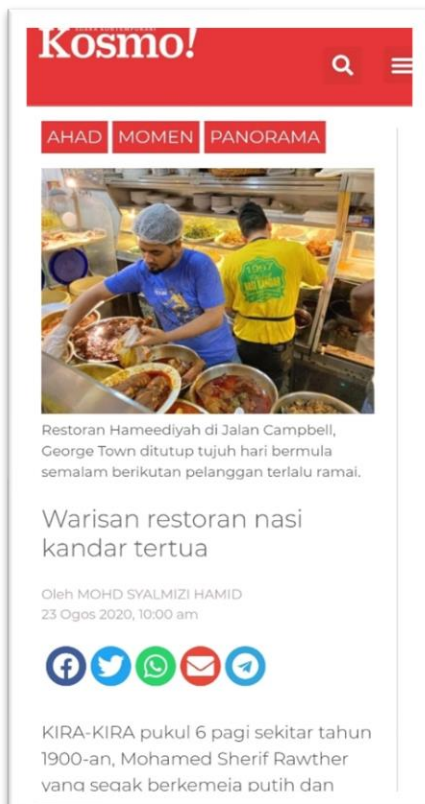 Kosmo!
AHAD MOMEN PANORAMA
NASI KANDAR
Restoran Hameediyah di Jalan Campbell,
George Town ditutup tujuh hari bermula
semalam berikutan pelanggan terlalu ramai.
Warisan restoran nasi
kandar tertua
Oleh MOHD SYALMIZI HAMID
23 Ogos 2020, 10:00 am
KIRA-KIRA pukul 6 pagi sekitar tahun
1900-an, Mohamed Sherif Rawther
yang segak berkemeja putih dan